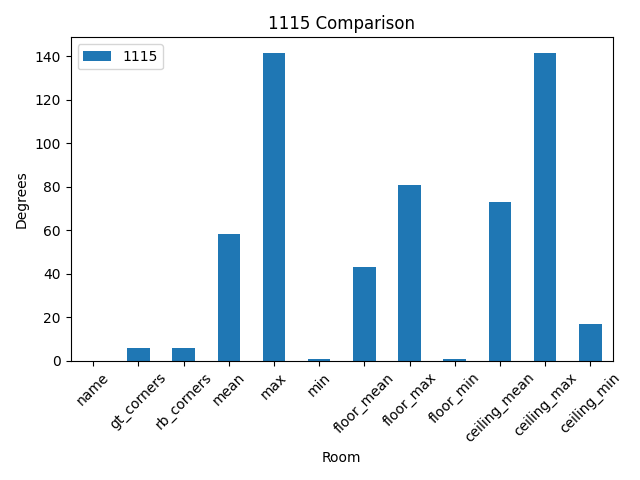 1115 Comparison
1115
140
120
100
80
60
40
20
0
Degrees
name
gt_corners
rb_corners
mean
max
min
floor_mean
floor_max
floor_min
ceiling_mean
ceiling_max
ceiling_min
Room